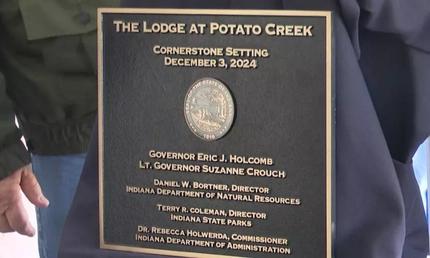 THE LODGE AT POTATO CREEK
CORNERSTONE SETTING
DECEMBER 3, 2024
1816
GOVERNOR ERIC J. HOLCOMB
LT. GOVERNOR SUZANNE CROUCH
DANIEL W. BORTNER, DIRECTOR
INDIANA DEPARTMENT OF NATURAL RESOURCES
TERRY R. COLEMAN, DIRECTOR
INDIANA STATE PARKS
DR. REBECCA HOLWERDA, COMMISSIONER
INDIANA DEPARTMENT OF ADMINISTRATION